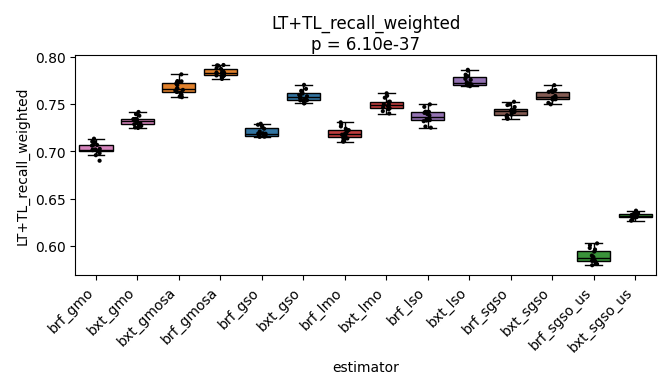 LT+TL_recall_weighted
p = 6.10e-37
LT+TL_recall_weighted
0.80
0.75
0.70
0.65
0.60
brf_gmo
bxt_gmo
bxt_gmosa
brf_gmosa
brf_gso
bxt_gso
brf_lmo
bxt_lmo
brf_lso
bxt_lso
brf_sgso
bxt_sgso
brf_sgso_us
bxt_sgso_us
estimator